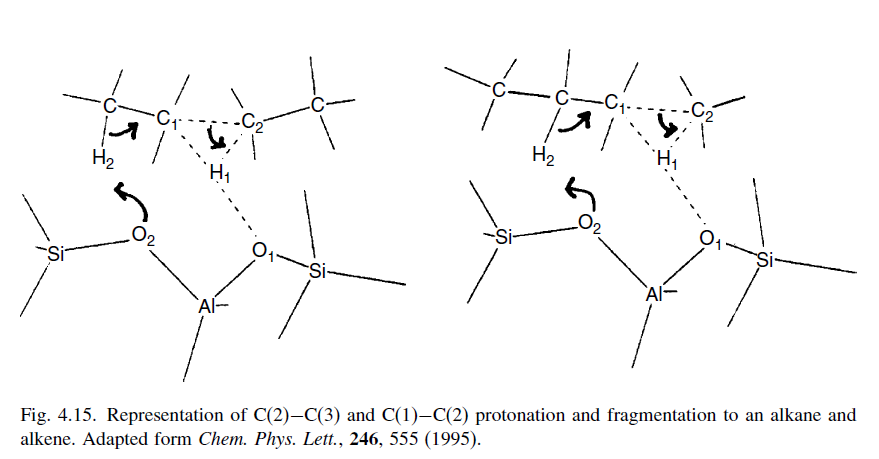 C C₁ C₂ C
H₂ H₁
Si O₂ O₁ Si
Al–
C C C₁ C₂
H₂ H₁
Si O₂ O₁ Si
Al–
Fig. 4.15. Representation of C(2)—C(3) and C(1)—C(2) protonation and fragmentation to an alkane and
alkene. Adapted form Chem. Phys. Lett., 246, 555 (1995).